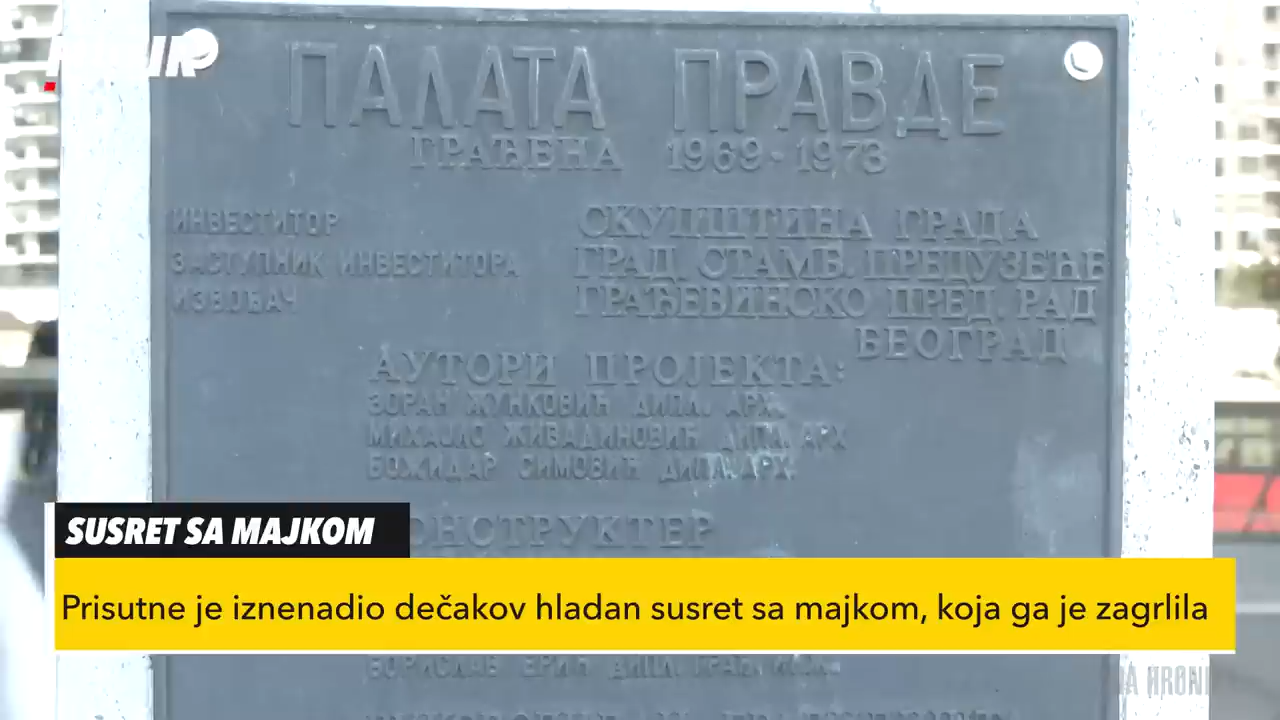 ПАЛАТА ПРАВДЕ
ГРАЂЕНА 1969-1973
ИНВЕСТИТОР СКУПШТИНА ГРАДА
ЗАСТУПНИК ИНВЕСТИТОРА ГРАД. СТАМБ. ПРЕДУЗЕЋЕ
ИЗВОЂАЧ ГРАЂЕВИНСКО ПРЕД. РАД
БЕОГРАД
АУТОРИ ПРОЈЕКТА:
ЗОРАН ЖУНКОВИЋ ДИПЛ. АРХ.
МИХАЈЛО ЖИВАДИНОВИЋ ДИПЛ. АРХ
БОЖИДАР СИМОВИЋ ДИПЛ. АРХ.
ОНСТРУКТЕР
SUSRET SA MAJKOM
Prisutne je iznenadio dečakov hladan susret sa majkom, koja ga je zagrlila
БОРИСЛАВ ЕРИЋ ДИПЛ. ГРАЂ.